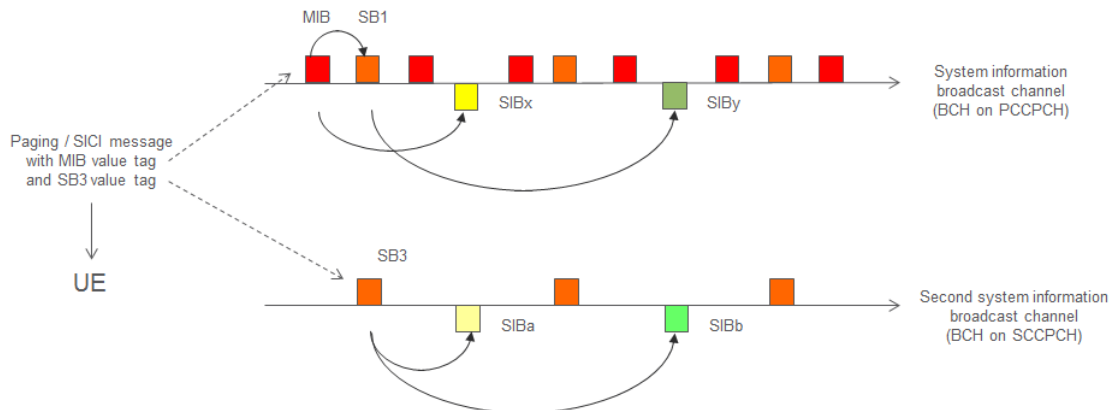 MIB
SB1
SIBx
SIBy
System information
broadcast channel
(BCH on PCCPCH)
Paging / SICI message
with MIB value tag
and SB3 value tag
UE
SB3
SIBa
SIBb
Second system information
broadcast channel
(BCH on SCCPCH)